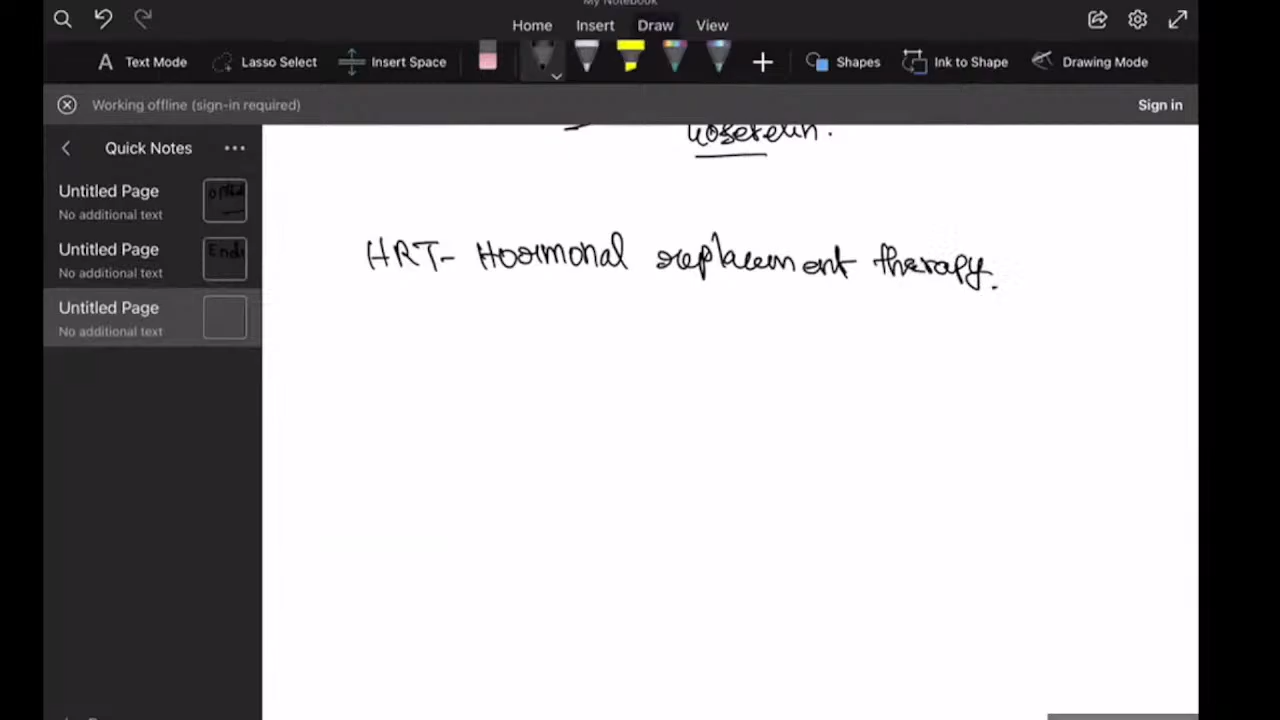 My Notebook
Home Insert Draw View
Text Mode Lasso Select Insert Space Shapes Ink to Shape Drawing Mode
Working offline (sign-in required) Sign in
Quick Notes
Untitled Page
No additional text
Untitled Page
No additional text
Untitled Page
No additional text
Goserelin.
HRT- Hormonal replacement therapy.